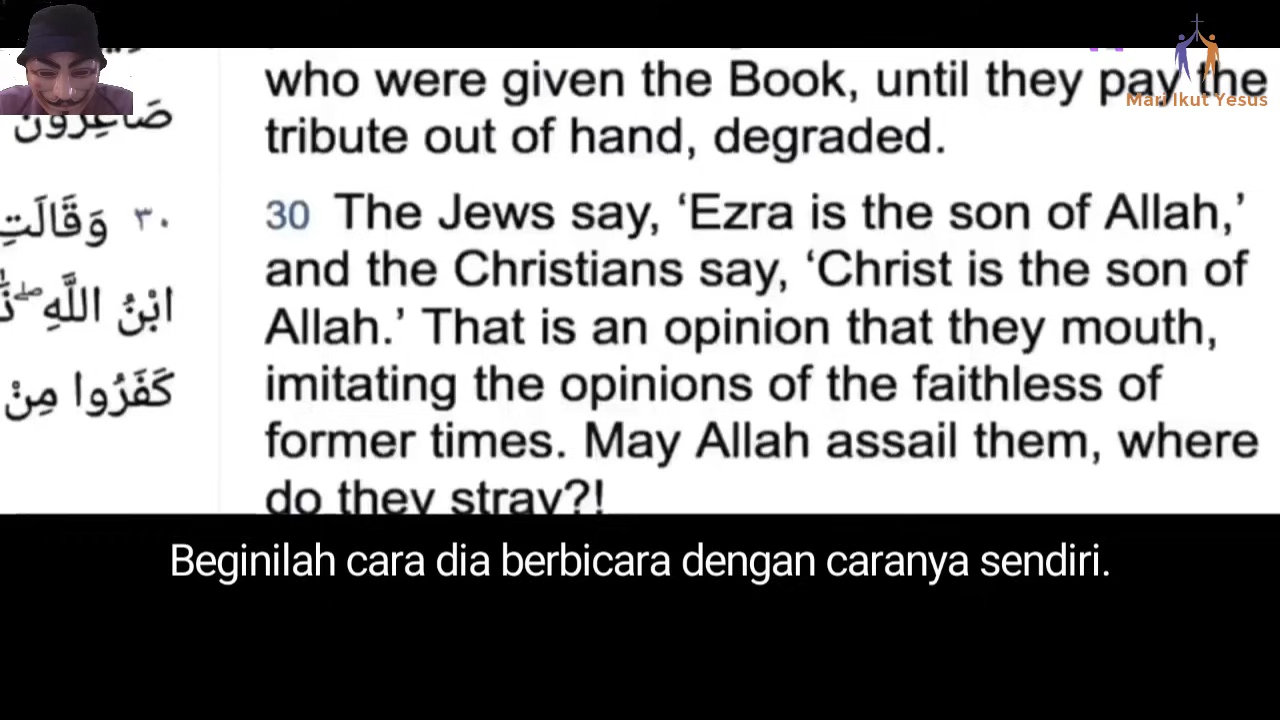 Mari Ikut Yesus
who were given the Book, until they pay the
tribute out of hand, degraded.
30 The Jews say, ‘Ezra is the son of Allah,’
and the Christians say, ‘Christ is the son of
Allah.’ That is an opinion that they mouth,
imitating the opinions of the faithless of
former times. May Allah assail them, where
do they stray?!
صَاغِرُونَ
٣٠ وَقَالَتِ
ابْنُ اللَّهِ ۖ
كَفَرُوا مِنْ
Beginilah cara dia berbicara dengan caranya sendiri.